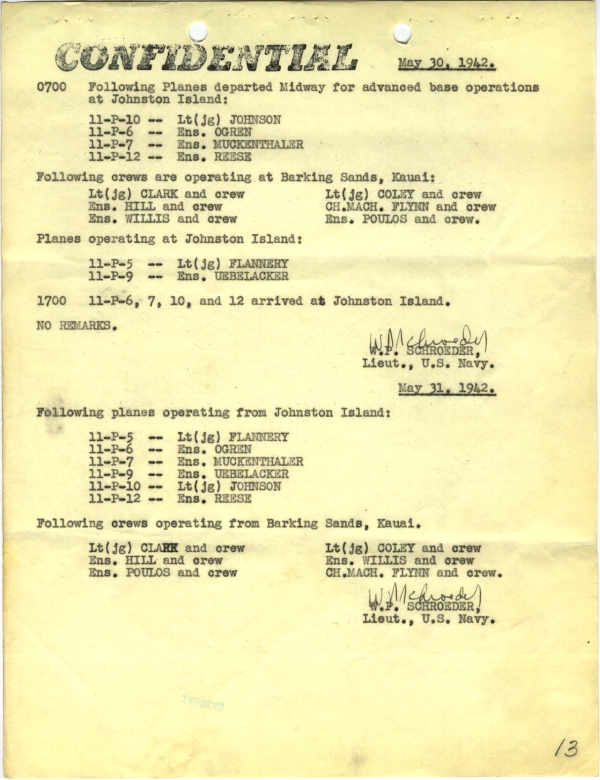 CONFIDENTIAL
May 30, 1942.
0700 Following Planes departed Midway for advanced base operations
at Johnston Island:
11-P-10 -- Lt(jg) JOHNSON
11-P-6 -- Ens. OGREN
11-P-7 -- Ens. MUCKENTHALER
11-P-12 -- Ens. REESE
Following crews are operating at Barking Sands, Kauai:
Lt(jg) CLARK and crew Lt(jg) COLEY and crew
Ens. HILL and crew CH.MACH. FLYNN and crew
Ens. WILLIS and crew Ens. POULOS and crew.
Planes operating at Johnston Island:
11-P-5 -- Lt(jg) FLANNERY
11-P-9 -- Ens. UEBELACKER
1700 11-P-6, 7, 10, and 12 arrived at Johnston Island.
NO REMARKS.
W.P. Schroeder
W.P. SCHROEDER,
Lieut., U.S. Navy.
May 31, 1942.
Following planes operating from Johnston Island:
11-P-5 -- Lt(jg) FLANNERY
11-P-6 -- Ens. OGREN
11-P-7 -- Ens. MUCKENTHALER
11-P-9 -- Ens. UEBELACKER
11-P-10 -- Lt(jg) JOHNSON
11-P-12 -- Ens. REESE
Following crews operating from Barking Sands, Kauai.
Lt(jg) CLARK and crew Lt(jg) COLEY and crew
Ens. HILL and crew Ens. WILLIS and crew
Ens. POULOS and crew CH.MACH. FLYNN and crew.
W.P. Schroeder
W.P. SCHROEDER,
Lieut., U.S. Navy.
13